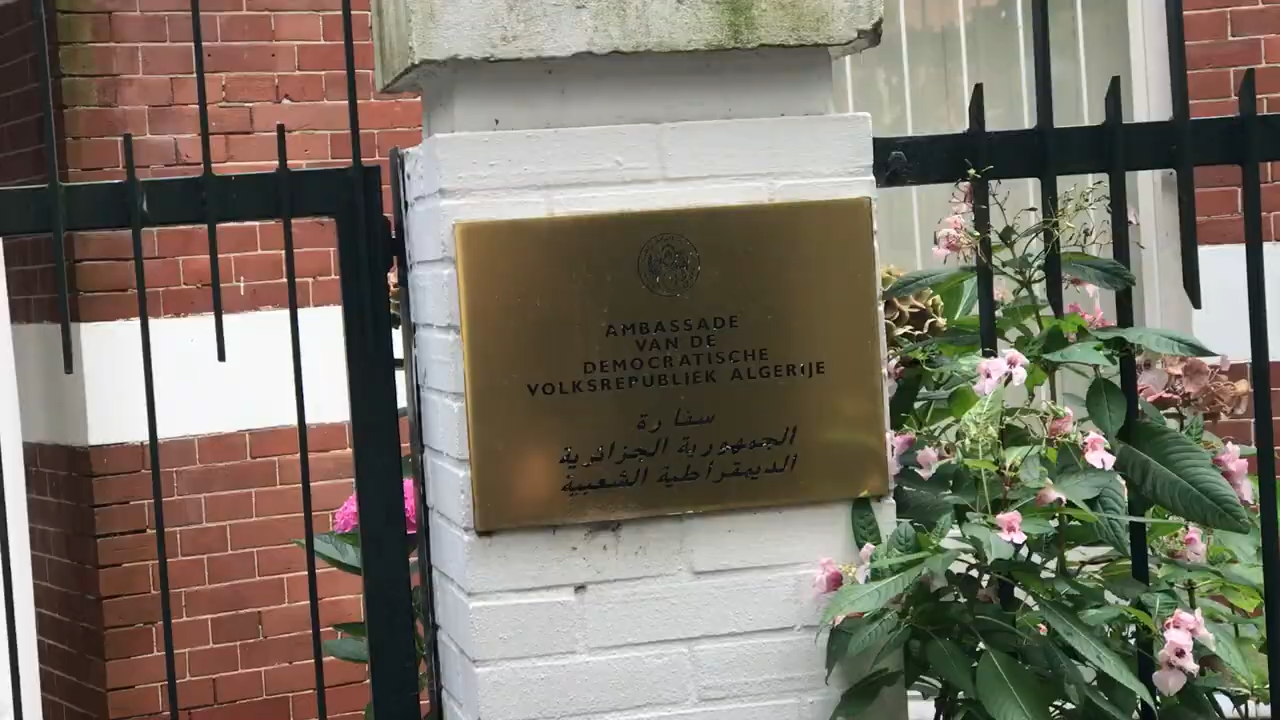 AMBASSADE
VAN DE
DEMOCRATISCHE
VOLKSREPUBLIEK ALGERIJE
سفارة
الجمهورية الجزائرية
الديمقراطية الشعبية